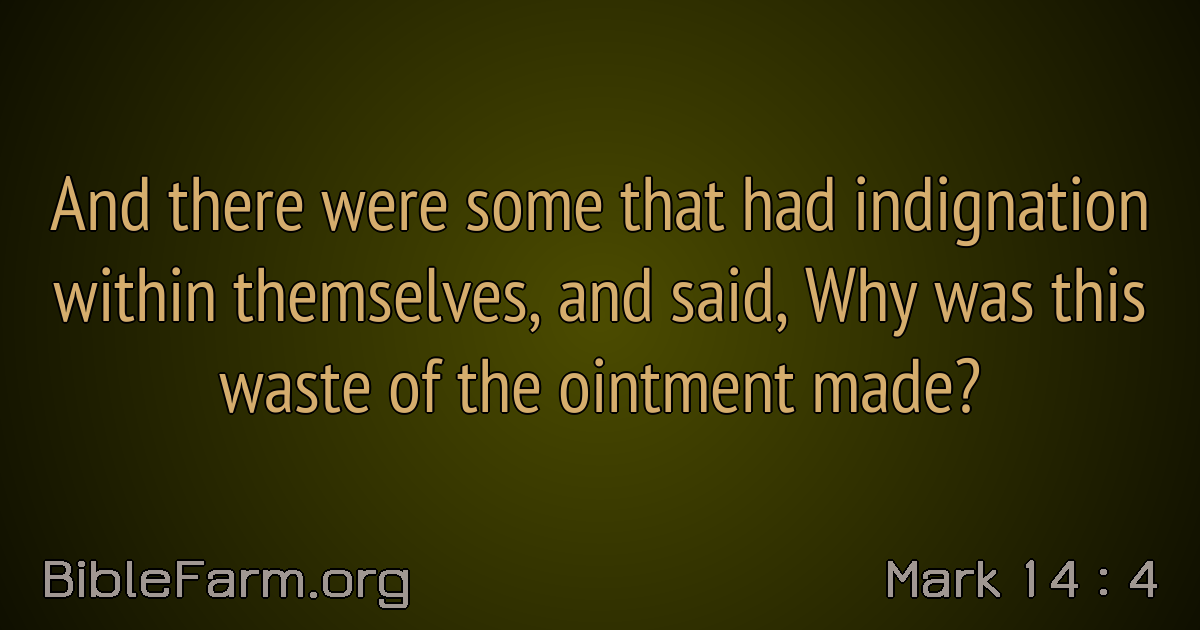 And there were some that had indignation
within themselves, and said, Why was this
waste of the ointment made?
BibleFarm.org
Mark 14 : 4